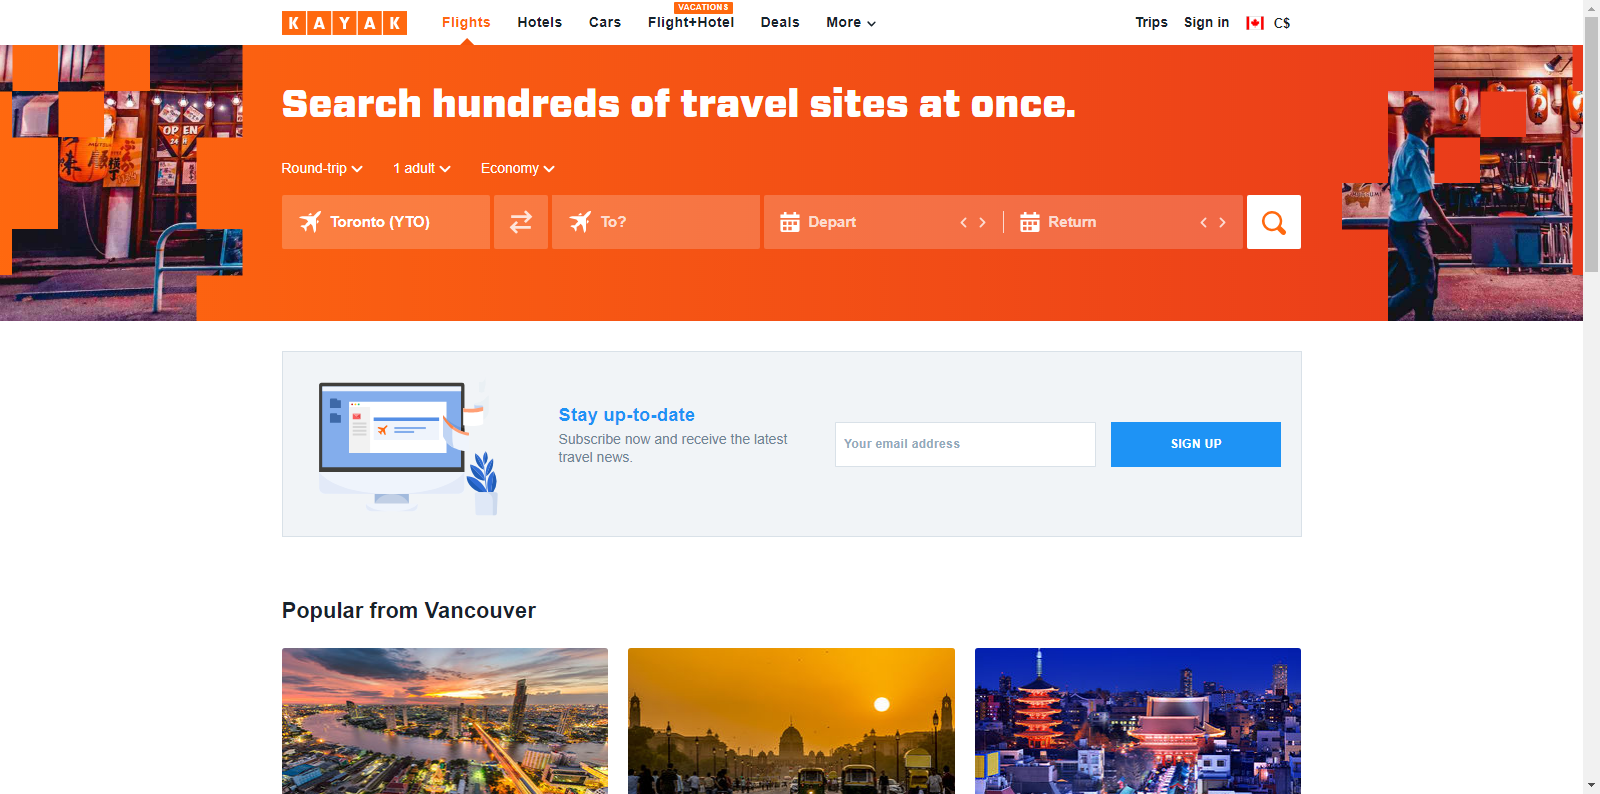 KAYAK
Flights
Hotels
Cars
VACATIONS
Flight+Hotel
Deals
More
Trips
Sign in
C$
Search hundreds of travel sites at once.
Round-trip
1 adult
Economy
Toronto (YTO)
To?
Depart
Return
OPEN
Stay up-to-date
Subscribe now and receive the latest
travel news.
Your email address
SIGN UP
Popular from Vancouver